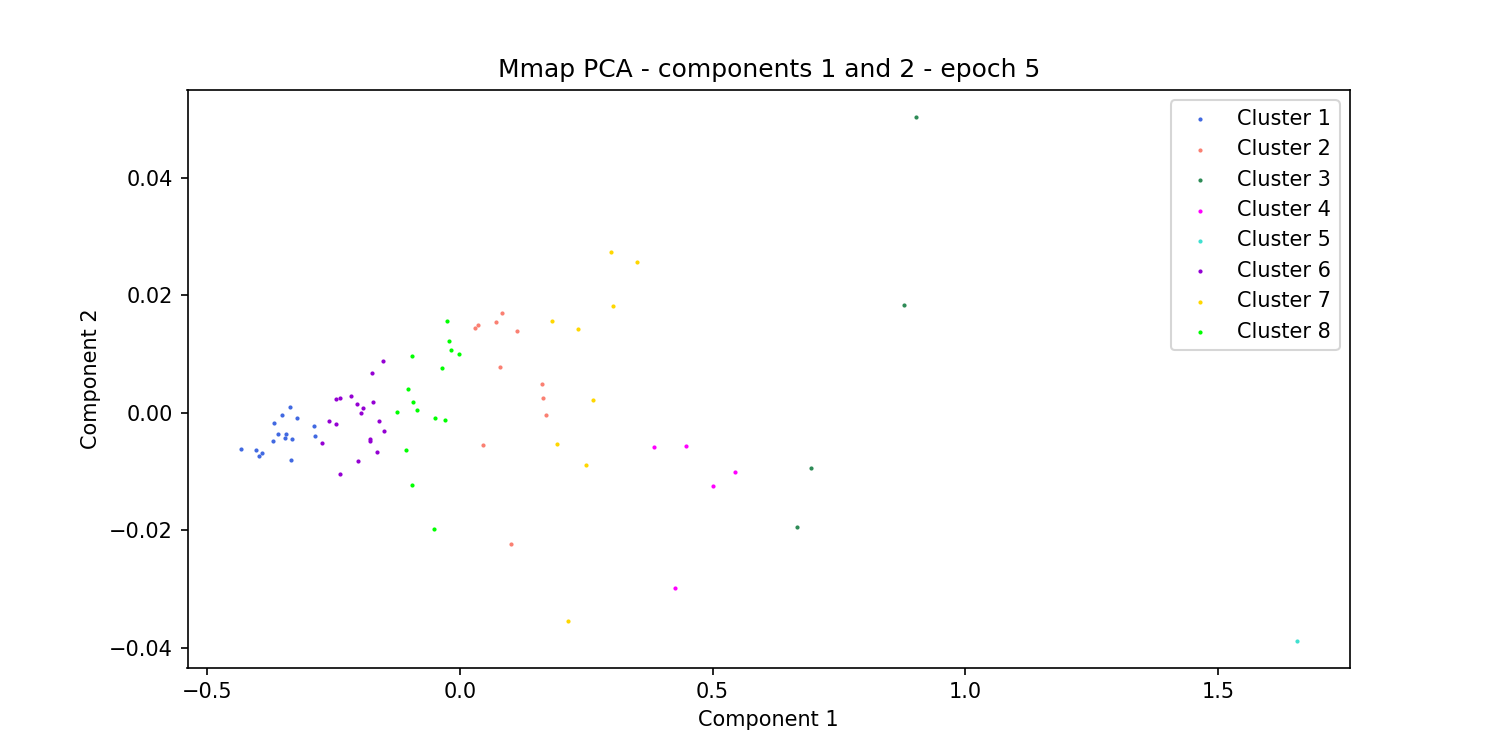 Mmap PCA - components 1 and 2 - epoch 5
Cluster 1
Cluster 2
Cluster 3
Cluster 4
Cluster 5
Cluster 6
Cluster 7
Cluster 8
Component 2
0.04
0.02
0.00
−0.02
−0.04
−0.5
0.0
0.5
1.0
1.5
Component 1